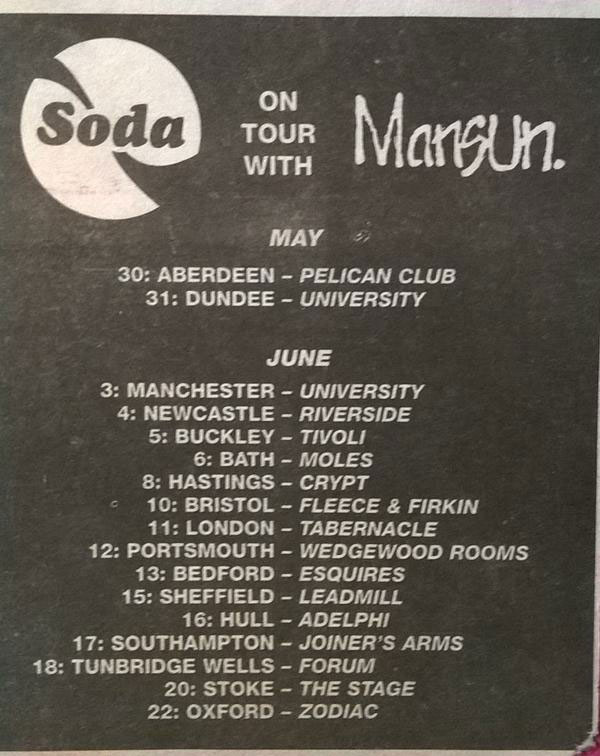 Soda
ON
TOUR
WITH
Mansun.
MAY
30: ABERDEEN – PELICAN CLUB
31: DUNDEE – UNIVERSITY
JUNE
3: MANCHESTER – UNIVERSITY
4: NEWCASTLE – RIVERSIDE
5: BUCKLEY – TIVOLI
6: BATH – MOLES
8: HASTINGS – CRYPT
10: BRISTOL – FLEECE & FIRKIN
11: LONDON – TABERNACLE
12: PORTSMOUTH – WEDGEWOOD ROOMS
13: BEDFORD – ESQUIRES
15: SHEFFIELD – LEADMILL
16: HULL – ADELPHI
17: SOUTHAMPTON – JOINER'S ARMS
18: TUNBRIDGE WELLS – FORUM
20: STOKE – THE STAGE
22: OXFORD – ZODIAC